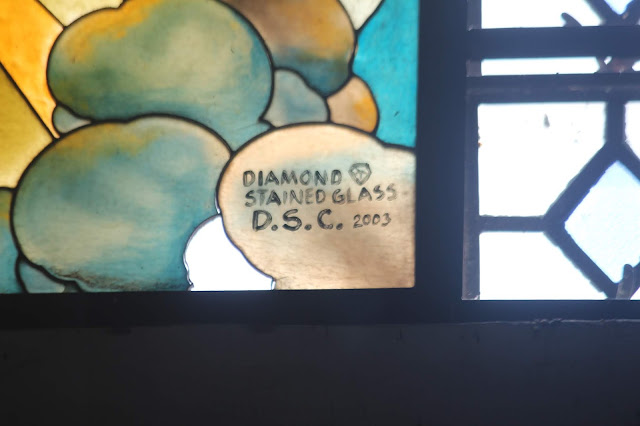 DIAMOND
STAINED GLASS
D.S.C. 2003